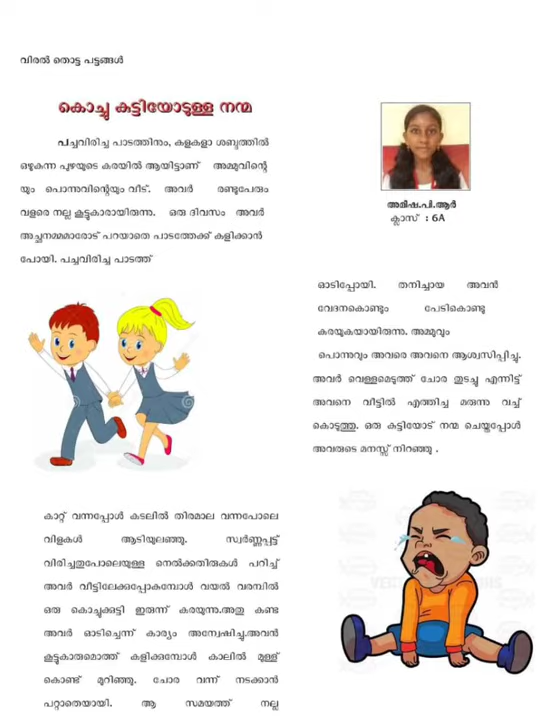 വിരൽ തൊട്ട പട്ടങ്ങൾ
കൊച്ചു കുട്ടിയോടുള്ള നന്മ
പച്ചവിരിച്ച പാടത്തിനും, കളകളാ ശബ്ദത്തിൽ
ഒഴുകുന്ന പുഴയുടെ കരയിൽ ആയിട്ടാണ് അമ്മുവിന്റെ
യും പൊന്നുവിന്റെയും വീട്. അവർ രണ്ടുപേരും
വളരെ നല്ല കൂട്ടുകാരായിരുന്നു. ഒരു ദിവസം അവർ
അച്ഛനമ്മമാരോട് പറയാതെ പാടത്തേക്ക് കളിക്കാൻ
പോയി. പച്ചവിരിച്ച പാടത്ത്
കാറ്റ് വന്നപ്പോൾ കടലിൽ തിരമാല വന്നപോലെ
വിളകൾ ആടിയുലഞ്ഞു. സ്വർണ്ണപ്പട്ട്
വിരിച്ചതുപോലെയുള്ള നെൽക്കതിരുകൾ പറിച്ച്
അവർ വീട്ടിലേക്കുപോകുമ്പോൾ വയൽ വരമ്പിൽ
ഒരു കൊച്ചുകുട്ടി ഇരുന്ന് കരയുന്നു.അതു കണ്ട
അവർ ഓടിച്ചെന്ന് കാര്യം അന്വേഷിച്ചു.അവൻ
കൂട്ടുകാരുമൊത്ത് കളിക്കുമ്പോൾ കാലിൽ മുള്ള്
കൊണ്ട് മുറിഞ്ഞു. ചോര വന്ന് നടക്കാൻ
പറ്റാതെയായി. ആ സമയത്ത് നല്ല
അമിഷ.പി.ആർ
ക്ലാസ് : 6A
ഓടിപ്പോയി. തനിച്ചായ അവൻ
വേദനകൊണ്ടും പേടികൊണ്ടു
കരയുകയായിരുന്നു. അമ്മുവും
പൊന്നുവും അവരെ അവനെ ആശ്വസിപ്പിച്ചു.
അവർ വെള്ളമെടുത്ത് ചോര തുടച്ചു എന്നിട്ട്
അവനെ വീട്ടിൽ എത്തിച്ച മരുന്നു വച്ച്
കൊടുത്തു. ഒരു കുട്ടിയോട് നന്മ ചെയ്തപ്പോൾ
അവരുടെ മനസ്സ് നിറഞ്ഞു .